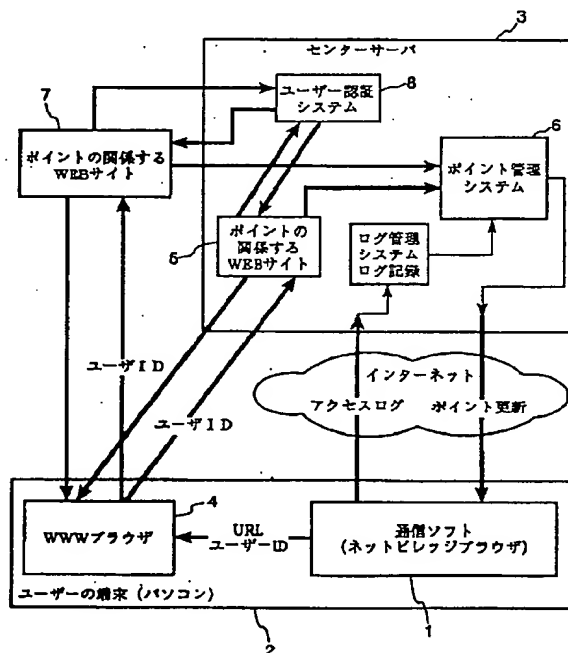 3
センターサーバ
ユーザー認証
システム
8
7
ポイントの関係する
WEBサイト
6
ポイント管理
システム
5
ポイントの
関係する
WEBサイト
ログ管理
システム
ログ記録
ユーザID
ユーザID
インターネット
アクセスログ
ポイント更新
4
WWWブラウザ
URL
ユーザーID
通信ソフト
(ネットビレッジブラウザ)
ユーザーの端末(パソコン)
1
2